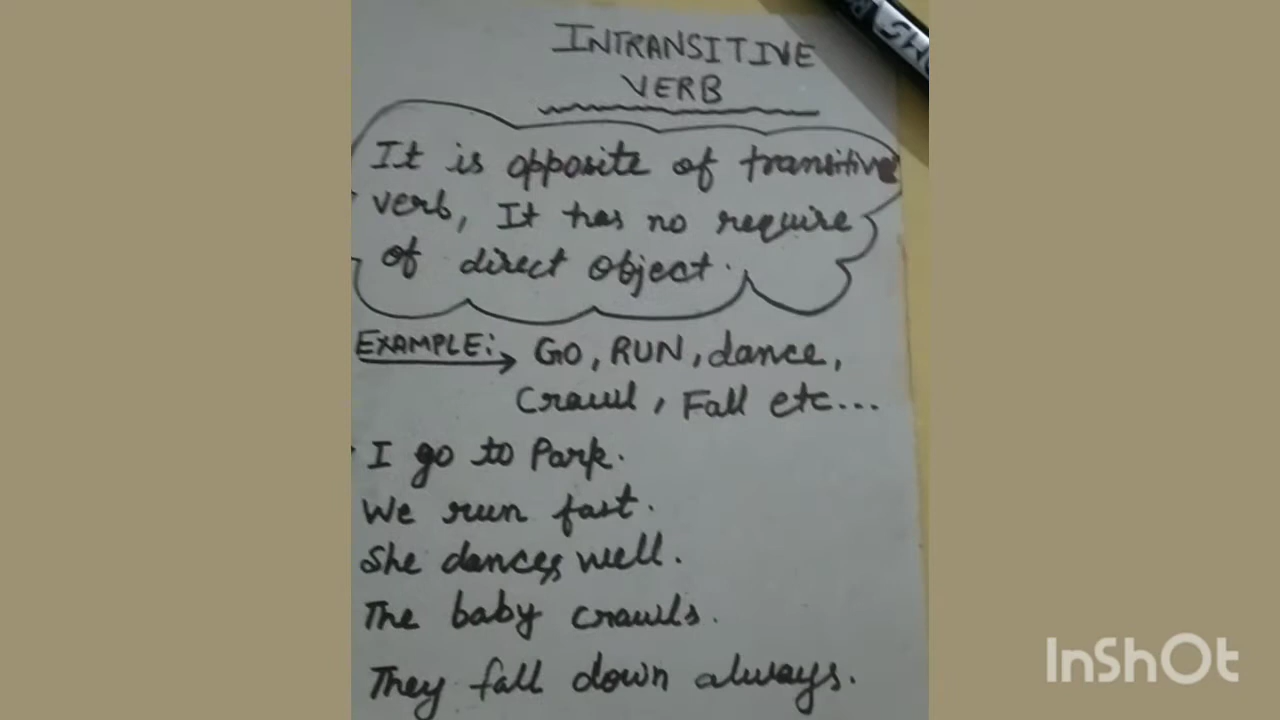 INTRANSITIVE
VERB
It is opposite of transitive
verb, It has no require
of direct object.
EXAMPLE: → GO, RUN, dance,
Crawl, Fall etc...
I go to Park.
We run fast.
She dances well.
The baby crawls.
They fall down always.
InShOt